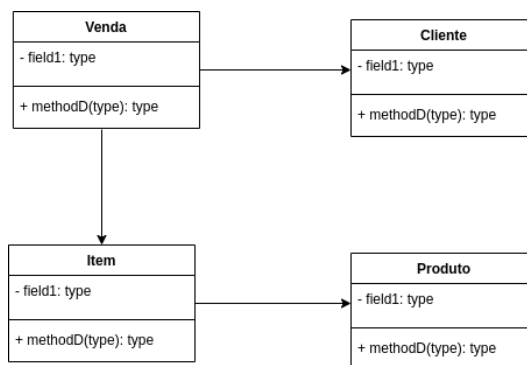 Venda
- field1: type
+ methodD(type): type
Cliente
- field1: type
+ methodD(type): type
Item
- field1: type
+ methodD(type): type
Produto
- field1: type
+ methodD(type): type